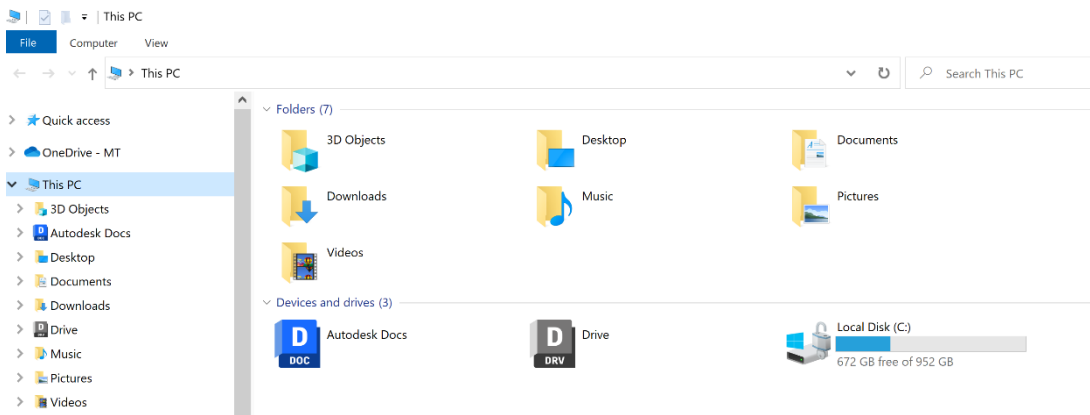 This PC
File Computer View
This PC Search This PC
Quick access
OneDrive - MT
This PC
3D Objects
Autodesk Docs
Desktop
Documents
Downloads
Drive
Music
Pictures
Videos
Folders (7)
3D Objects Desktop Documents
Downloads Music Pictures
Videos
Devices and drives (3)
Autodesk Docs
D
DOC
Drive
D
DRV
Local Disk (C:)
672 GB free of 952 GB